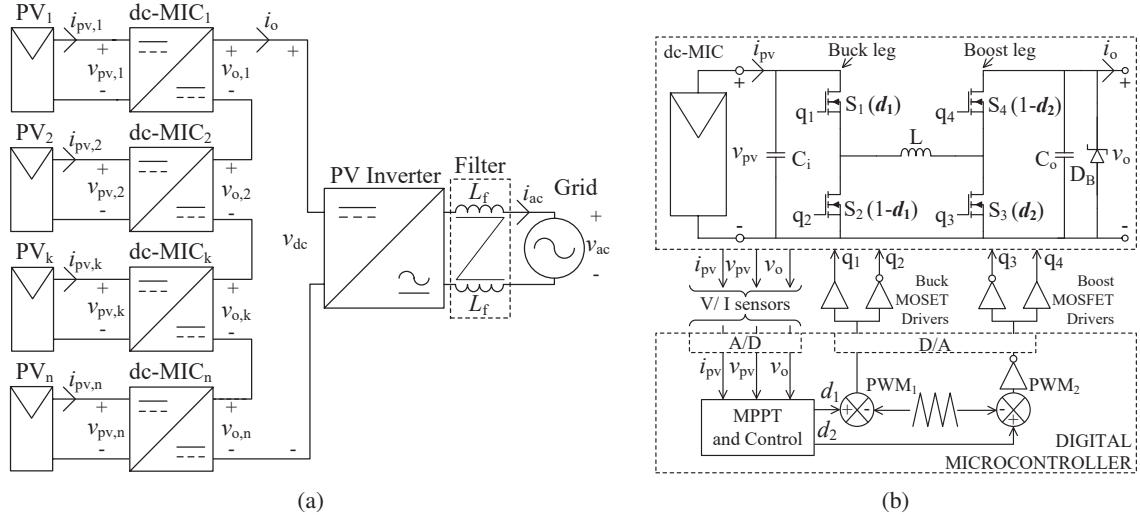 PV1
ipv,1
dc-MIC1
io
+
+
+
vpv,1
vo,1
-
-
PV2
ipv,2
dc-MIC2
+
+
vpv,2
vo,2
-
-
PVk
ipv,k
dc-MICk
+
+
vpv,k
vo,k
-
-
PVn
ipv,n
dc-MICn
+
+
vpv,n
vo,n
-
-
-
vdc
PV Inverter
Filter
Lf
Lf
iac
Grid
+
vac
-
(a)
dc-MIC
ipv
Buck leg
Boost leg
io
+
+
q1
S1 (d1)
q4
S4 (1-d2)
vpv
Ci
L
Co
DB
vo
q2
S2 (1-d1)
q3
S3 (d2)
-
-
ipv
vpv
vo
q1
q2
q3
q4
V/ I sensors
Buck
MOSET
Drivers
Boost
MOSFET
Drivers
A/D
D/A
ipv
vpv
vo
PWM1
PWM2
MPPT
and Control
d1
d2
+
-
-
+
DIGITAL
MICROCONTROLLER
(b)